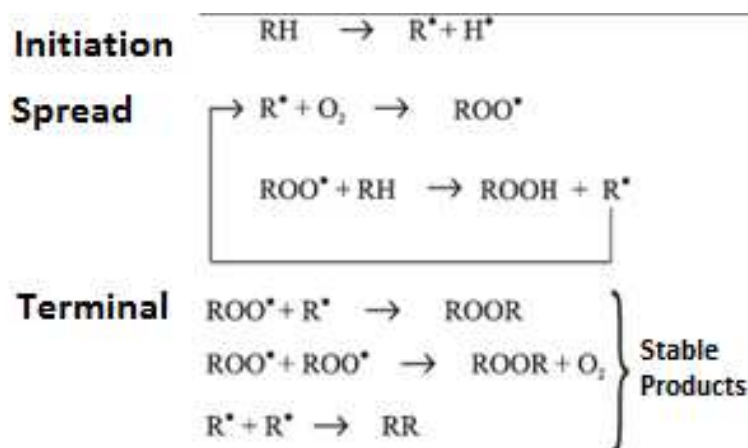 Initiation RH → R• + H•
Spread R• + O₂ → ROO•
ROO• + RH → ROOH + R•
Terminal ROO• + R• → ROOR
ROO• + ROO• → ROOR + O₂
R• + R• → RR
Stable
Products